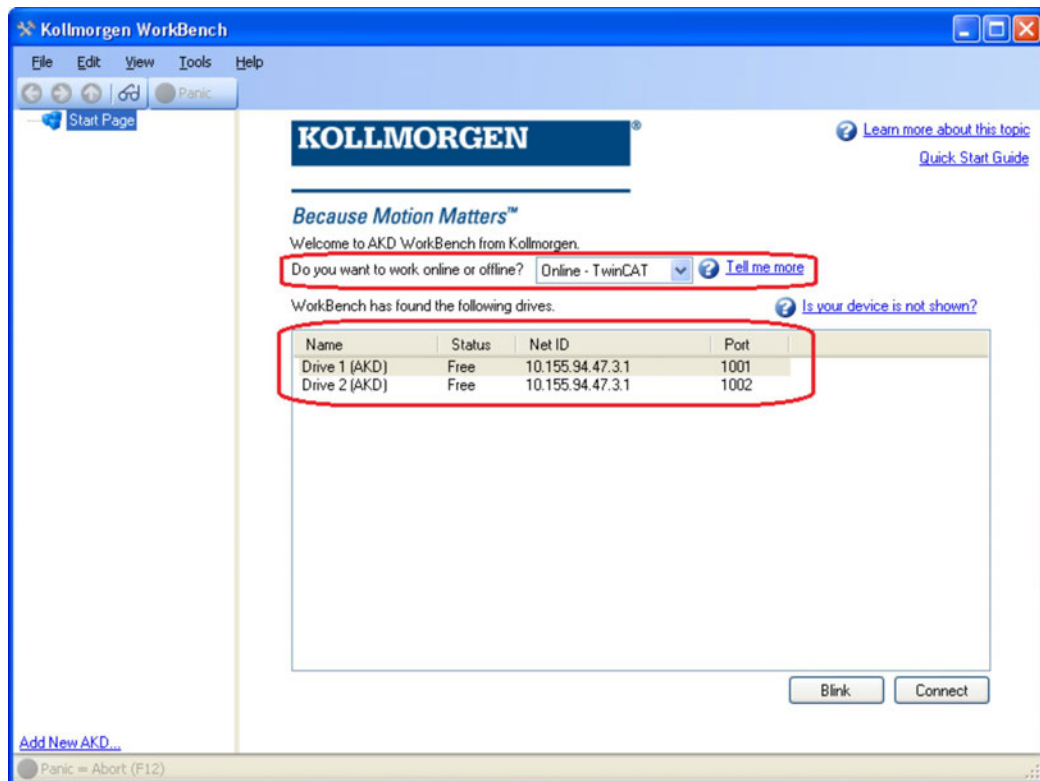 Kollmorgen WorkBench
File Edit View Tools Help
Panic
Start Page
KOLLMORGEN ®
Learn more about this topic
Quick Start Guide
Because Motion Matters™
Welcome to AKD WorkBench from Kollmorgen.
Do you want to work online or offline? Online - TwinCAT Tell me more
WorkBench has found the following drives. Is your device is not shown?
Name Status Net ID Port
Drive 1 (AKD) Free 10.155.94.47.3.1 1001
Drive 2 (AKD) Free 10.155.94.47.3.1 1002
Blink Connect
Add New AKD...
Panic = Abort (F12)